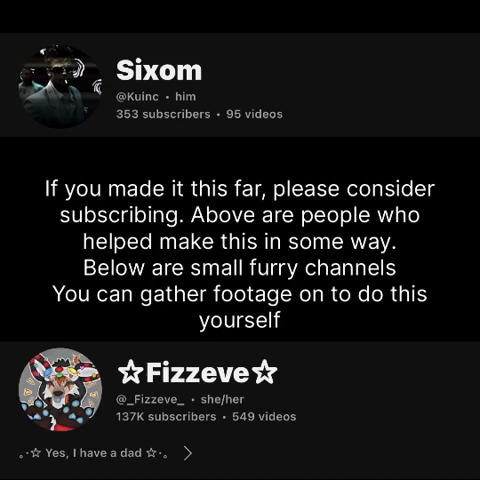 Sixom
@Kuinc • him
353 subscribers • 95 videos
If you made it this far, please consider
subscribing. Above are people who
helped make this in some way.
Below are small furry channels
You can gather footage on to do this
yourself
☆Fizzeve☆
@_Fizzeve_ • she/her
137K subscribers • 549 videos
｡⋅☆ Yes, I have a dad ☆⋅｡ >